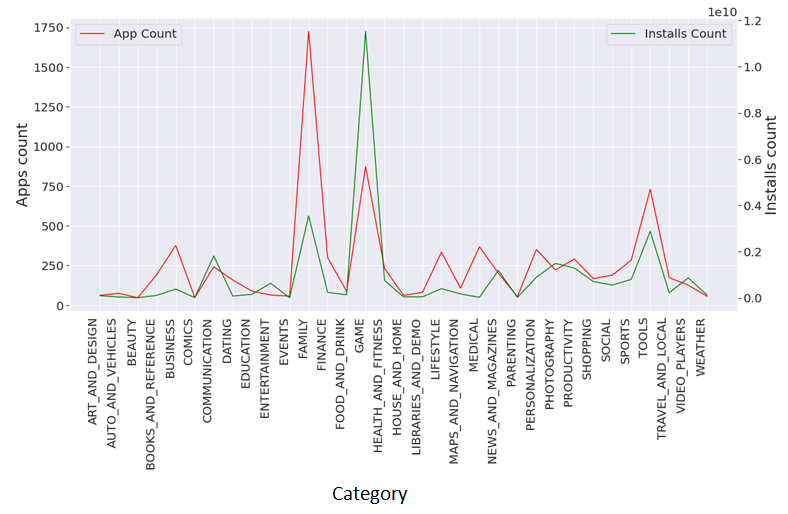 1e10
App Count
Installs Count
1750
1500
1250
1000
750
500
250
0
Apps count
1.2
1.0
0.8
0.6
0.4
0.2
0.0
Installs count
ART_AND_DESIGN
AUTO_AND_VEHICLES
BEAUTY
BOOKS_AND_REFERENCE
BUSINESS
COMICS
COMMUNICATION
DATING
EDUCATION
ENTERTAINMENT
EVENTS
FAMILY
FINANCE
FOOD_AND_DRINK
GAME
HEALTH_AND_FITNESS
HOUSE_AND_HOME
LIBRARIES_AND_DEMO
LIFESTYLE
MAPS_AND_NAVIGATION
MEDICAL
NEWS_AND_MAGAZINES
PARENTING
PERSONALIZATION
PHOTOGRAPHY
PRODUCTIVITY
SHOPPING
SOCIAL
SPORTS
TOOLS
TRAVEL_AND_LOCAL
VIDEO_PLAYERS
WEATHER
Category